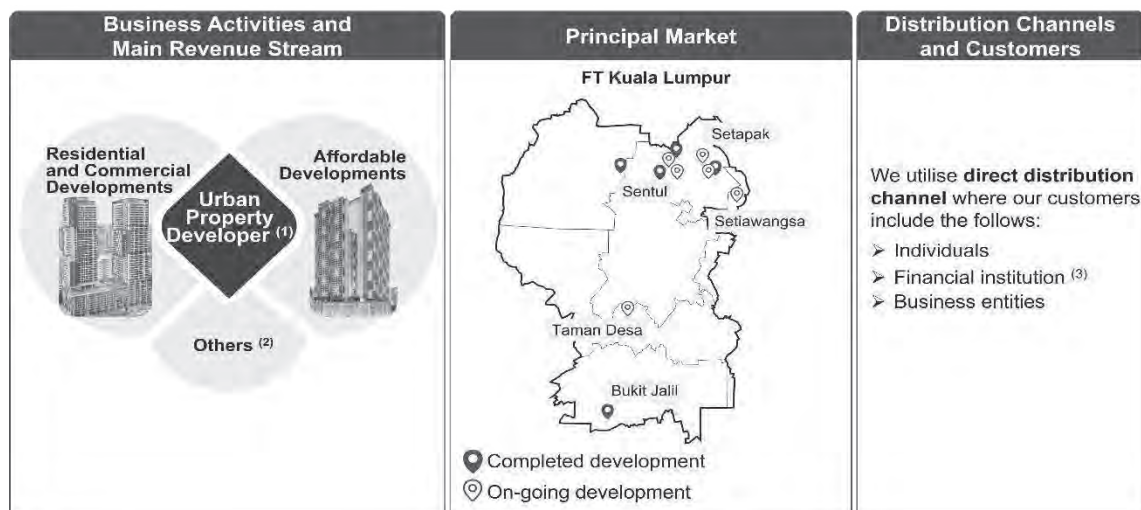 Business Activities and
Main Revenue Stream
Residential
and Commercial
Developments
Urban
Property
Developer (1)
Affordable
Developments
Others (2)
Principal Market
FT Kuala Lumpur
Setapak
Sentul
Setiawangsa
Taman Desa
Bukit Jalil
Completed development
On-going development
Distribution Channels
and Customers
We utilise direct distribution
channel where our customers
include the follows:
➢ Individuals
➢ Financial institution (3)
➢ Business entities